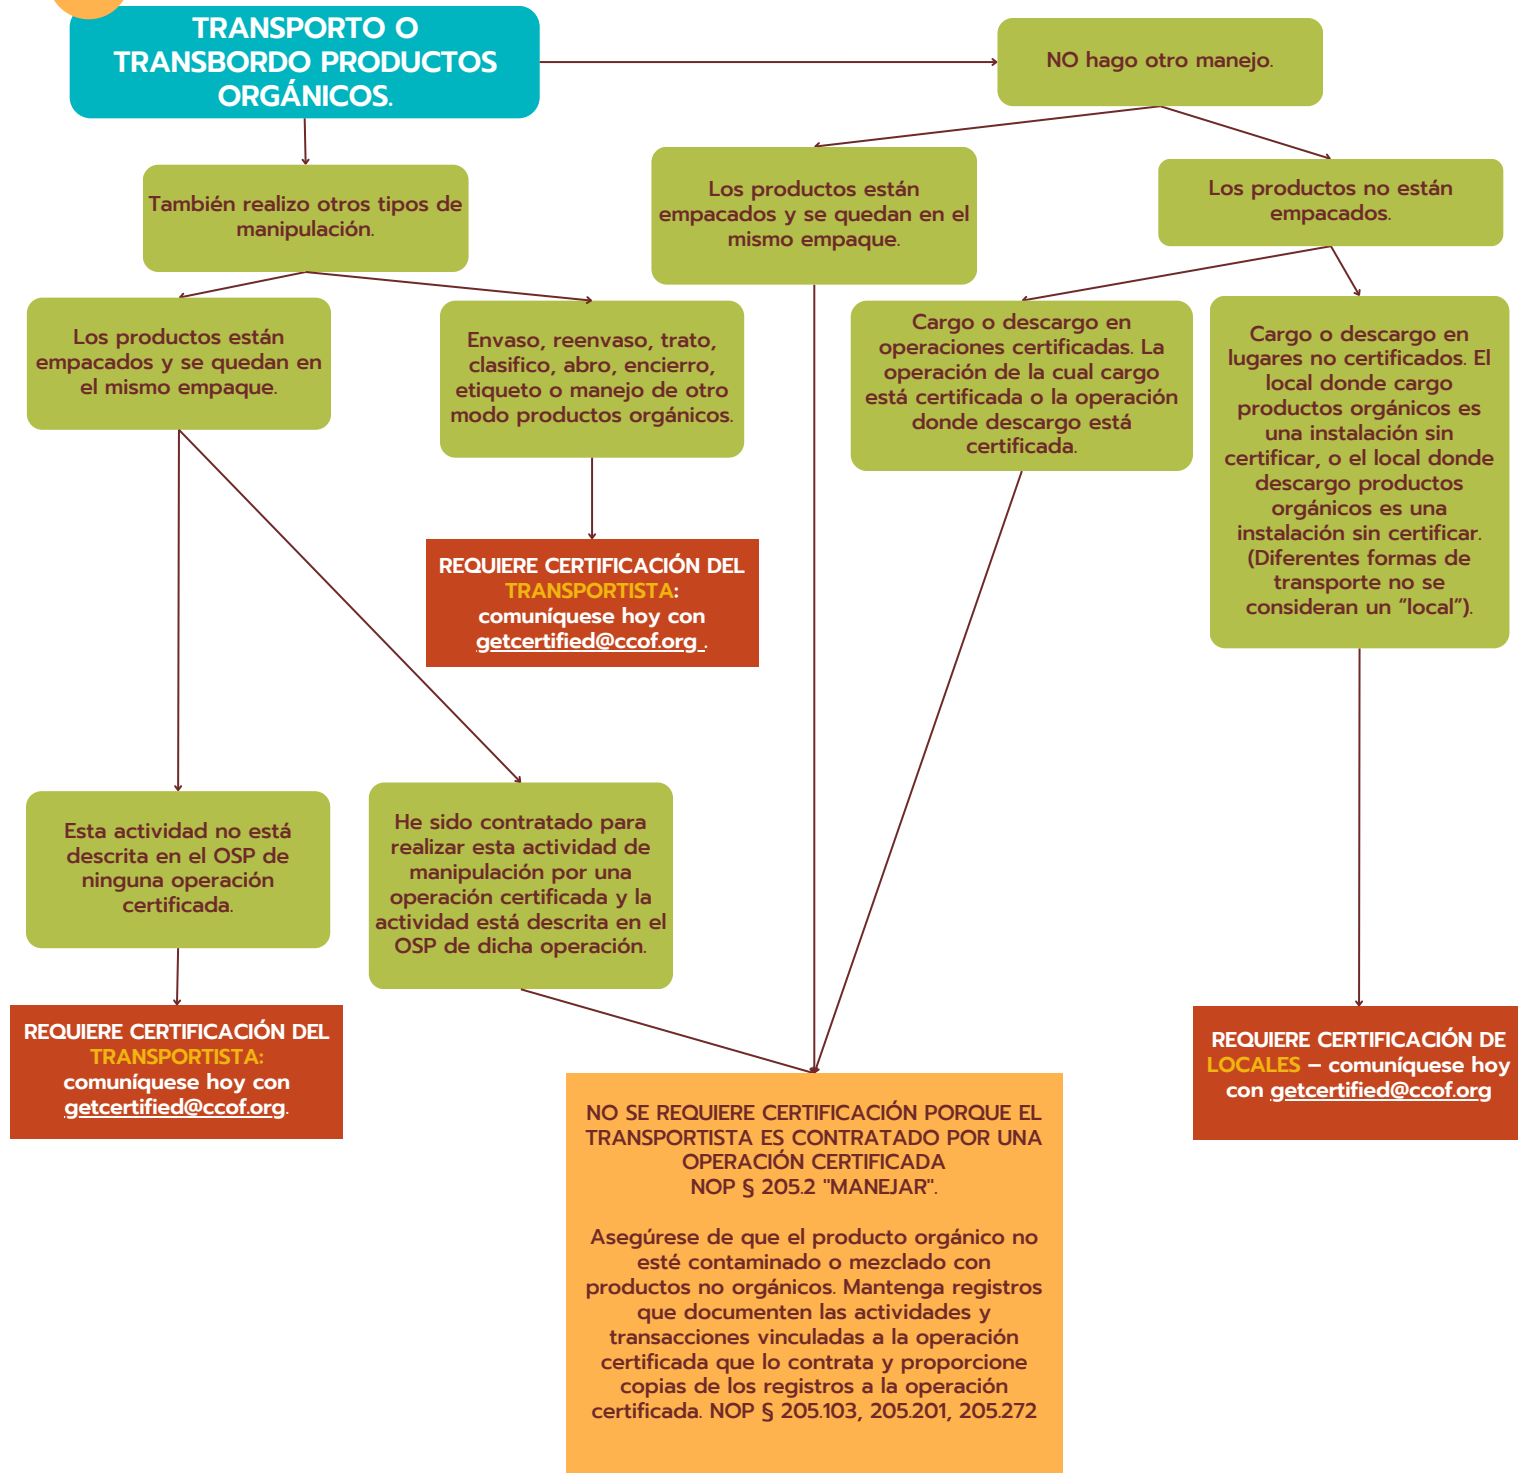 TRANSPORTO O
TRANSBORDO PRODUCTOS
ORGÁNICOS.
NO hago otro manejo.
También realizo otros tipos de
manipulación.
Los productos están
empacados y se quedan en el
mismo empaque.
Los productos no están
empacados.
Los productos están
empacados y se quedan en
el mismo empaque.
Envaso, reenvaso, trato,
clasifico, abro, encierro,
etiqueto o manejo de otro
modo productos orgánicos.
Cargo o descargo en
operaciones certificadas. La
operación de la cual cargo
está certificada o la operación
donde descargo está
certificada.
Cargo o descargo en
lugares no certificados. El
local donde cargo
productos orgánicos es
una instalación sin
certificar, o el local donde
descargo productos
orgánicos es una
instalación sin certificar.
(Diferentes formas de
transporte no se
consideran un “local”).
REQUIERE CERTIFICACIÓN DEL
TRANSPORTISTA:
comuníquese hoy con
getcertified@ccof.org .
Esta actividad no está
descrita en el OSP de
ninguna operación
certificada.
He sido contratado para
realizar esta actividad de
manipulación por una
operación certificada y la
actividad está descrita en el
OSP de dicha operación.
REQUIERE CERTIFICACIÓN DEL
TRANSPORTISTA:
comuníquese hoy con
getcertified@ccof.org.
REQUIERE CERTIFICACIÓN DE
LOCALES – comuníquese hoy
con getcertified@ccof.org
NO SE REQUIERE CERTIFICACIÓN PORQUE EL
TRANSPORTISTA ES CONTRATADO POR UNA
OPERACIÓN CERTIFICADA
NOP § 205.2 "MANEJAR".
Asegúrese de que el producto orgánico no
esté contaminado o mezclado con
productos no orgánicos. Mantenga registros
que documenten las actividades y
transacciones vinculadas a la operación
certificada que lo contrata y proporcione
copias de los registros a la operación
certificada. NOP § 205.103, 205.201, 205.272